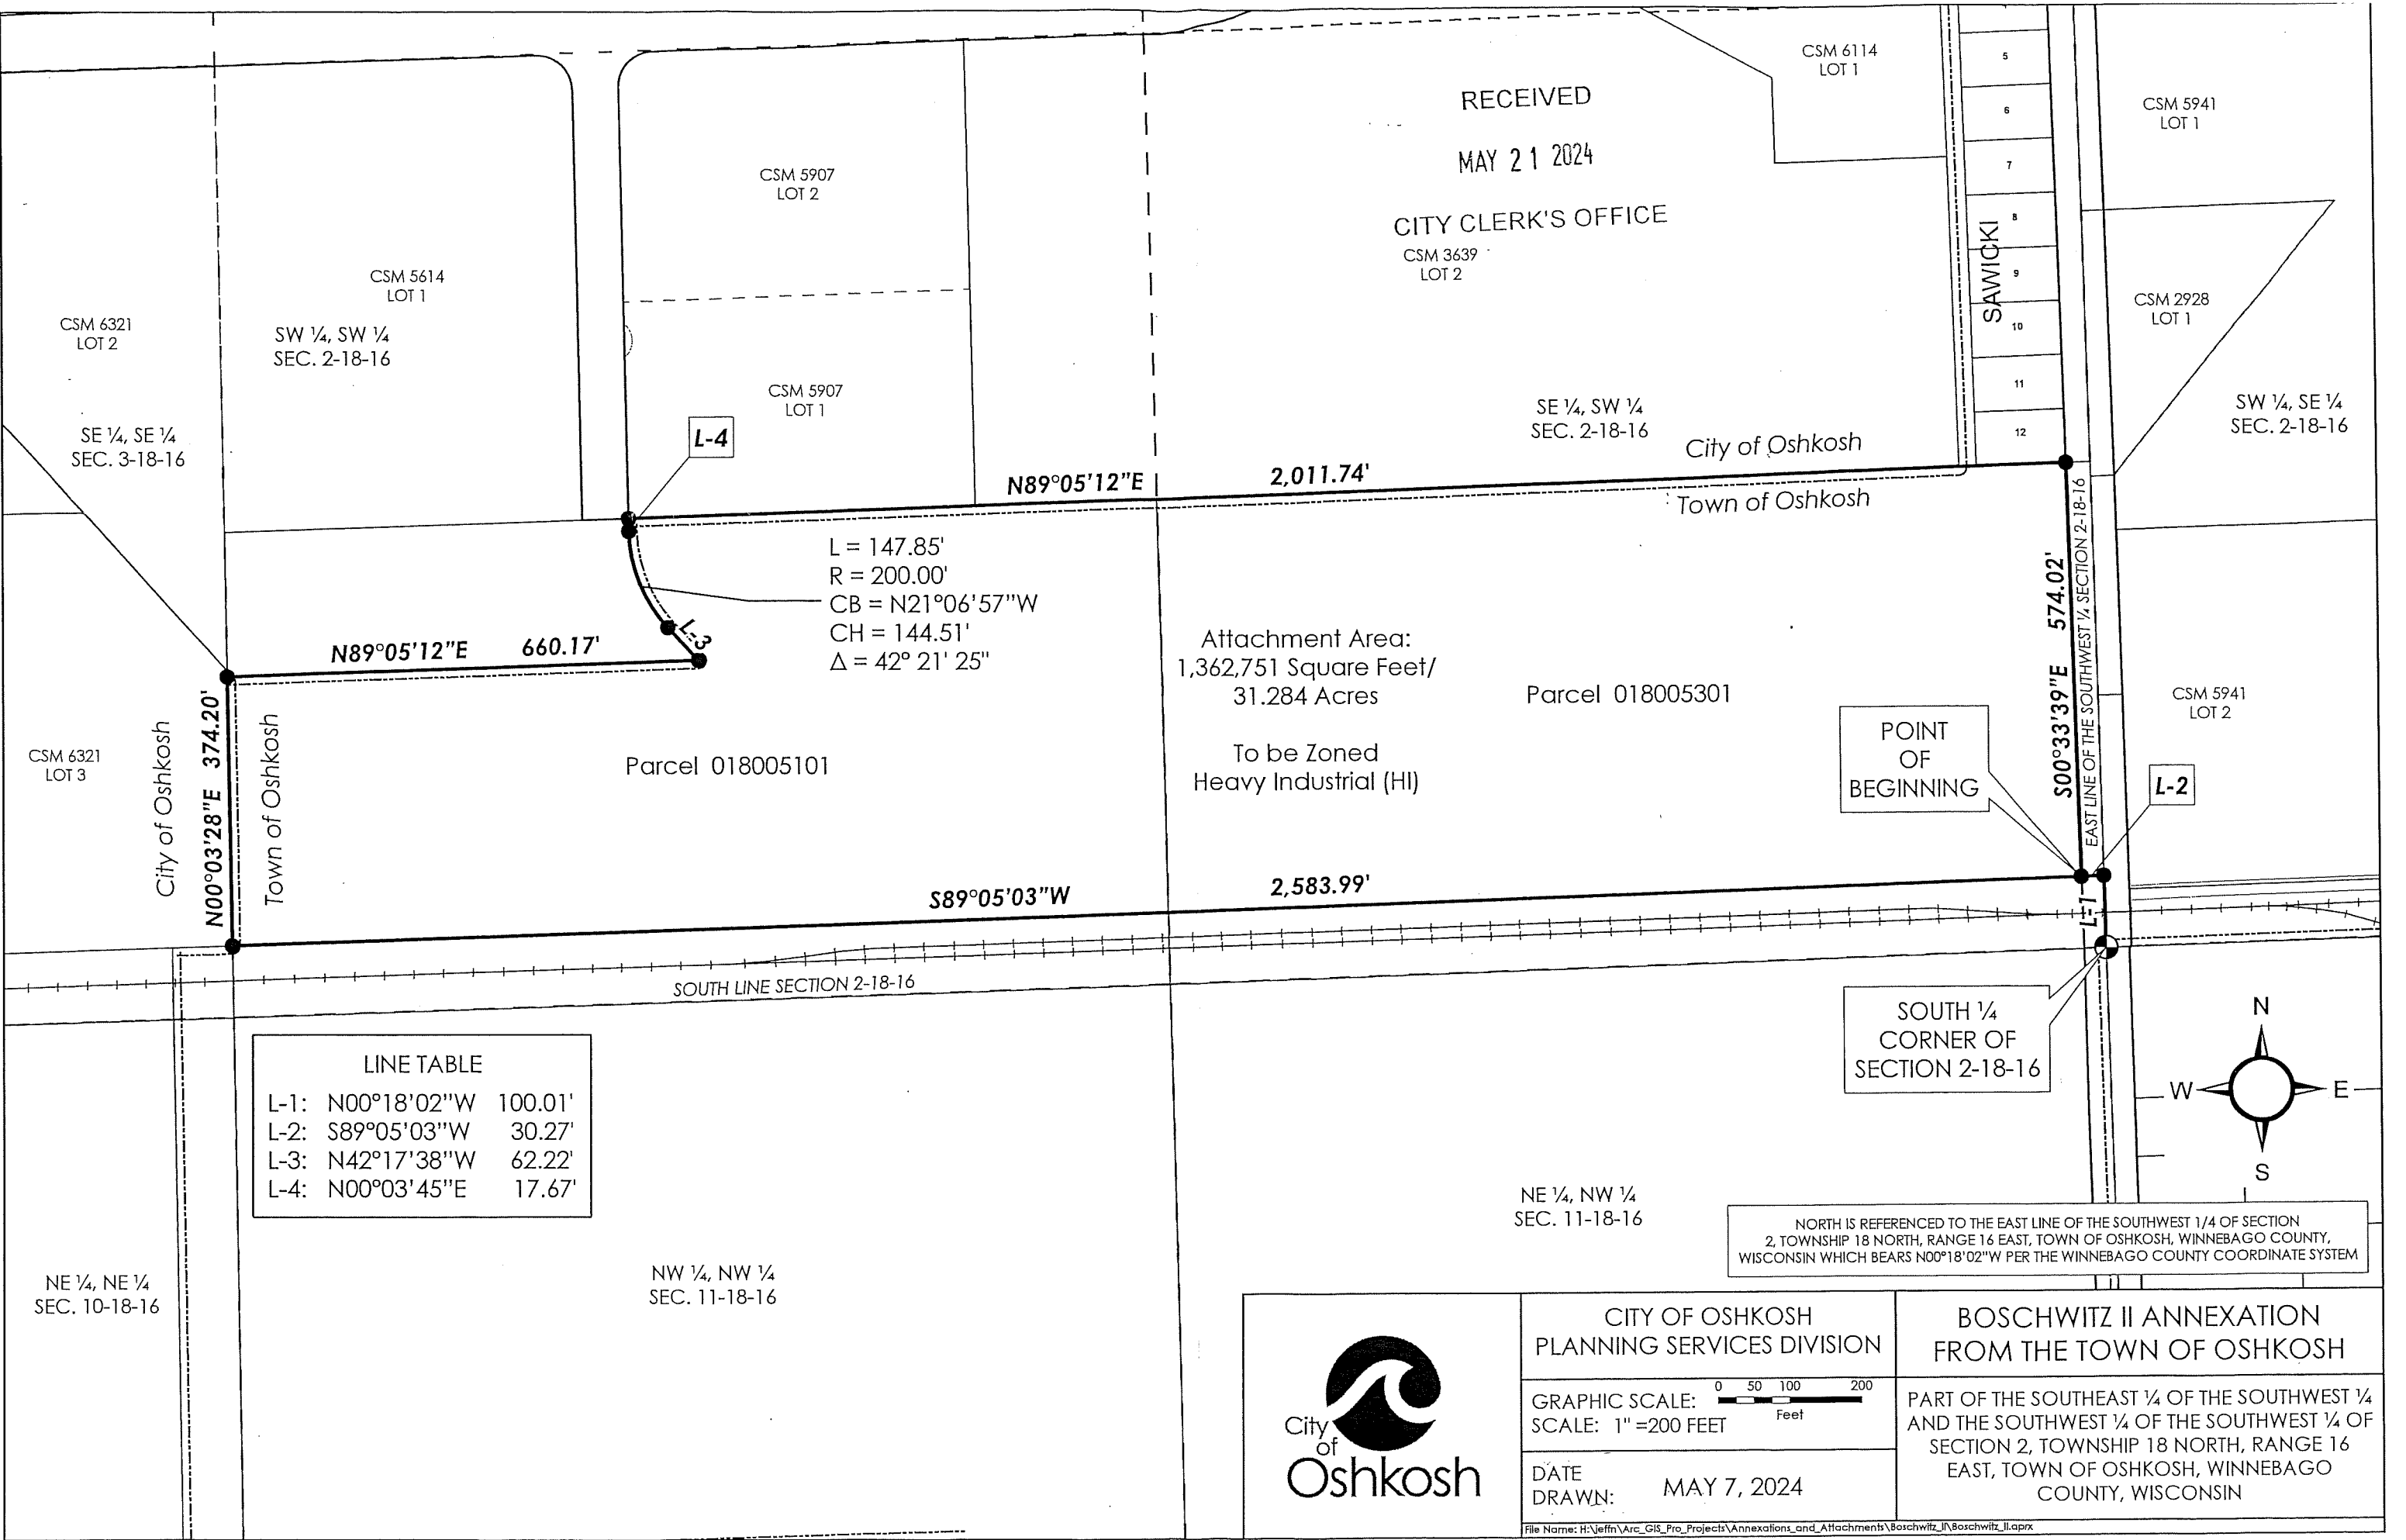 CSM 6114
LOT 1
5
6
7
8
9
10
11
12
SAWICKI
CSM 5941
LOT 1
RECEIVED
MAY 21 2024
CITY CLERK'S OFFICE
CSM 3639
LOT 2
CSM 5907
LOT 2
CSM 5614
LOT 1
CSM 6321
LOT 2
SW ¼, SW ¼
SEC. 2-18-16
CSM 2928
LOT 1
CSM 5907
LOT 1
SE ¼, SE ¼
SEC. 3-18-16
L-4
SE ¼, SW ¼
SEC. 2-18-16
SW ¼, SE ¼
SEC. 2-18-16
City of Oshkosh
N89°05'12"E 2,011.74'
Town of Oshkosh
L = 147.85'
R = 200.00'
CB = N21°06'57"W
CH = 144.51'
Δ = 42° 21' 25"
L-3
N89°05'12"E 660.17'
Attachment Area:
1,362,751 Square Feet/
31.284 Acres
To be Zoned
Heavy Industrial (HI)
Parcel 018005301
Parcel 018005101
S00°33'39"E 574.02'
EAST LINE OF THE SOUTHWEST ¼ SECTION 2-18-16
CSM 5941
LOT 2
POINT
OF
BEGINNING
L-2
CSM 6321
LOT 3
City of Oshkosh
N00°03'28"E 374.20'
Town of Oshkosh
S89°05'03"W 2,583.99'
L-1
SOUTH LINE SECTION 2-18-16
SOUTH ¼
CORNER OF
SECTION 2-18-16
N
W
E
S
LINE TABLE
L-1: N00°18'02"W 100.01'
L-2: S89°05'03"W 30.27'
L-3: N42°17'38"W 62.22'
L-4: N00°03'45"E 17.67'
NE ¼, NW ¼
SEC. 11-18-16
NORTH IS REFERENCED TO THE EAST LINE OF THE SOUTHWEST 1/4 OF SECTION
2, TOWNSHIP 18 NORTH, RANGE 16 EAST, TOWN OF OSHKOSH, WINNEBAGO COUNTY,
WISCONSIN WHICH BEARS N00°18'02"W PER THE WINNEBAGO COUNTY COORDINATE SYSTEM
NE ¼, NE ¼
SEC. 10-18-16
NW ¼, NW ¼
SEC. 11-18-16
City
of
Oshkosh
CITY OF OSHKOSH
PLANNING SERVICES DIVISION
GRAPHIC SCALE: 0 50 100 200
Feet
SCALE: 1" =200 FEET
DATE
DRAWN: MAY 7, 2024
BOSCHWITZ II ANNEXATION
FROM THE TOWN OF OSHKOSH
PART OF THE SOUTHEAST ¼ OF THE SOUTHWEST ¼
AND THE SOUTHWEST ¼ OF THE SOUTHWEST ¼ OF
SECTION 2, TOWNSHIP 18 NORTH, RANGE 16
EAST, TOWN OF OSHKOSH, WINNEBAGO
COUNTY, WISCONSIN
File Name: H:\jeffn\Arc_GIS_Pro_Projects\Annexations_and_Attachments\Boschwitz_II\Boschwitz_II.aprx